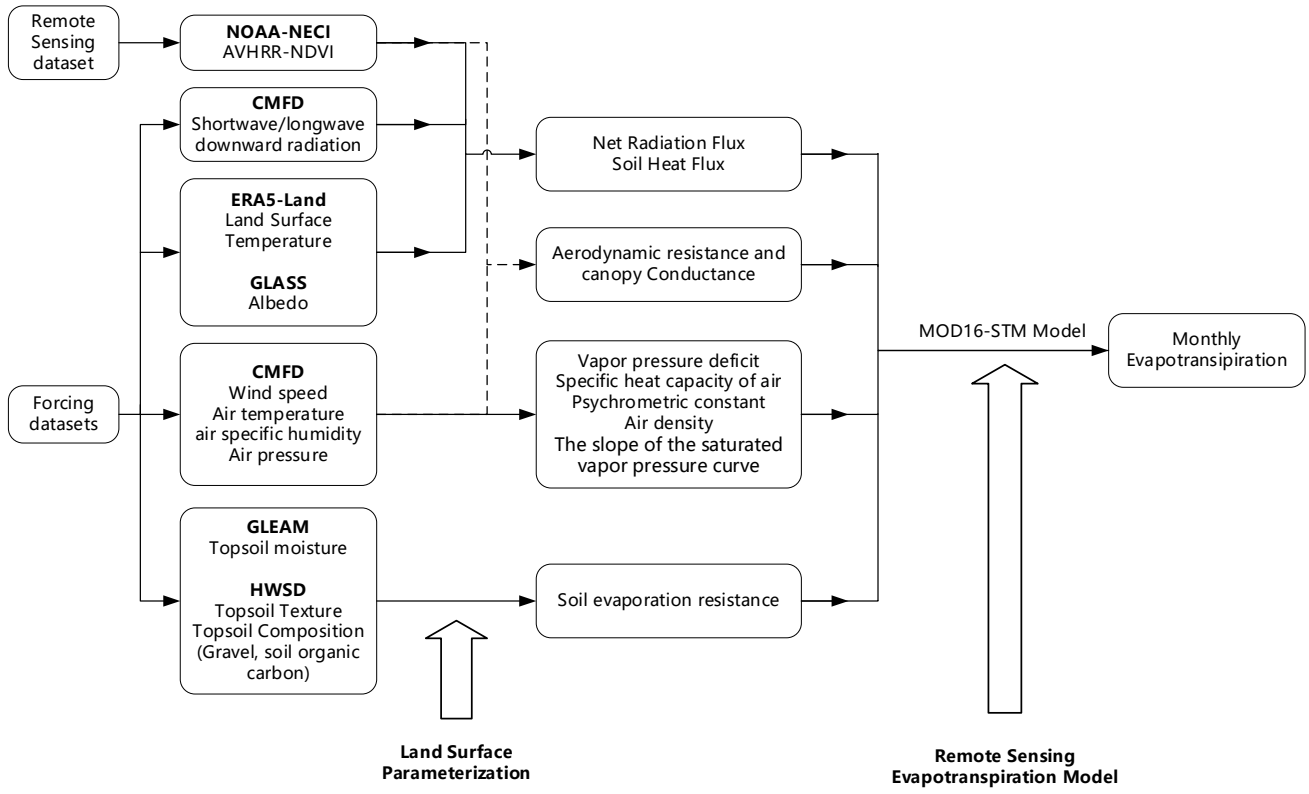 Remote
Sensing
dataset
NOAA-NECI
AVHRR-NDVI
CMFD
Shortwave/longwave
downward radiation
ERA5-Land
Land Surface
Temperature
GLASS
Albedo
Forcing
datasets
CMFD
Wind speed
Air temperature
air specific humidity
Air pressure
GLEAM
Topsoil moisture
HWSD
Topsoil Texture
Topsoil Composition
(Gravel, soil organic
carbon)
Net Radiation Flux
Soil Heat Flux
Aerodynamic resistance and
canopy Conductance
Vapor pressure deficit
Specific heat capacity of air
Psychrometric constant
Air density
The slope of the saturated
vapor pressure curve
Soil evaporation resistance
MOD16-STM Model
Monthly
Evapotransipiration
Land Surface
Parameterization
Remote Sensing
Evapotranspiration Model